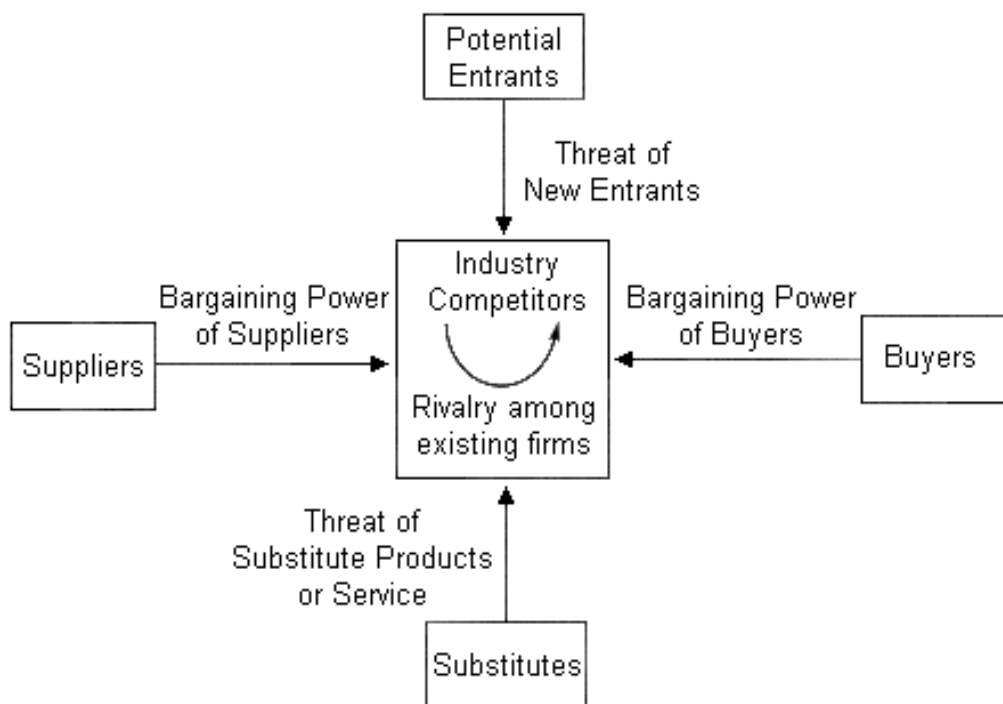 Potential
Entrants
Threat of
New Entrants
Industry
Competitors
Bargaining Power
of Suppliers
Bargaining Power
of Buyers
Suppliers
Buyers
Rivalry among
existing firms
Threat of
Substitute Products
or Service
Substitutes